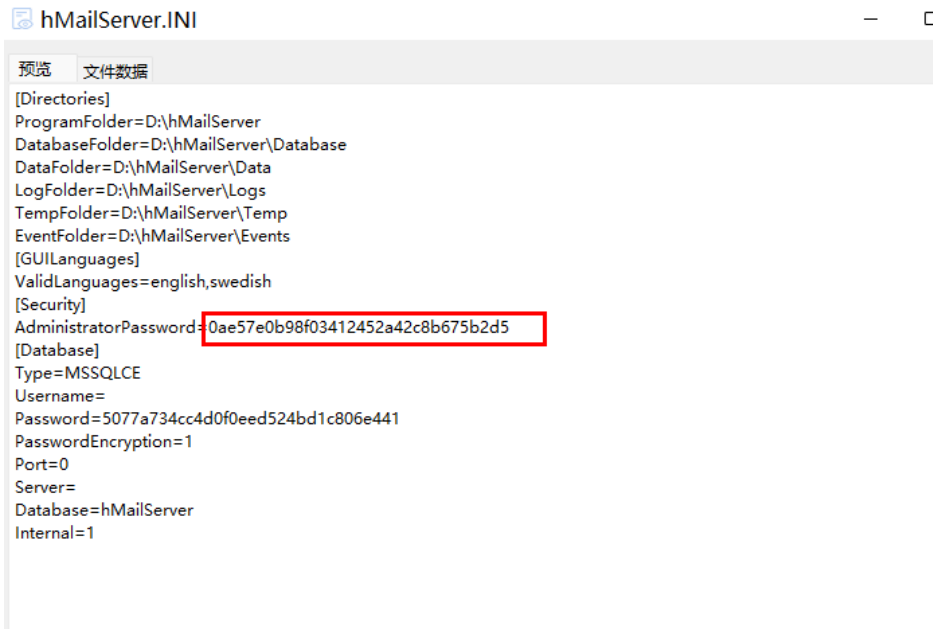 hMailServer.INI
预览 文件数据
[Directories]
ProgramFolder=D:\hMailServer
DatabaseFolder=D:\hMailServer\Database
DataFolder=D:\hMailServer\Data
LogFolder=D:\hMailServer\Logs
TempFolder=D:\hMailServer\Temp
EventFolder=D:\hMailServer\Events
[GUILanguages]
ValidLanguages=english,swedish
[Security]
AdministratorPassword=0ae57e0b98f03412452a42c8b675b2d5
[Database]
Type=MSSQLCE
Username=
Password=5077a734cc4d0f0eed524bd1c806e441
PasswordEncryption=1
Port=0
Server=
Database=hMailServer
Internal=1